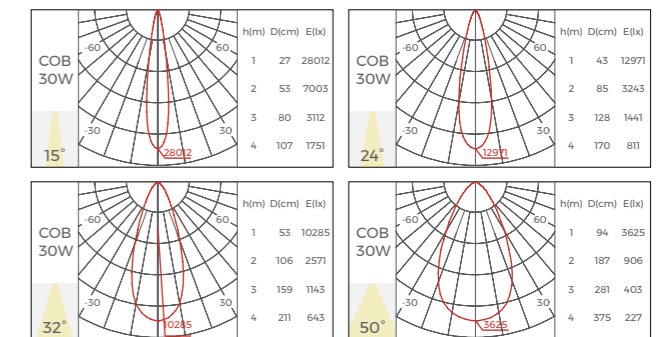 COB
30W
15°
-60
60
-30
30
28012
h(m) D(cm) E(lx)
1 27 28012
2 53 7003
3 80 3112
4 107 1751
COB
30W
24°
-60
60
-30
30
12971
h(m) D(cm) E(lx)
1 43 12971
2 85 3243
3 128 1441
4 170 811
COB
30W
32°
-60
60
-30
30
10285
h(m) D(cm) E(lx)
1 53 10285
2 106 2571
3 159 1143
4 211 643
COB
30W
50°
-60
60
-30
30
3625
h(m) D(cm) E(lx)
1 94 3625
2 187 906
3 281 403
4 375 227